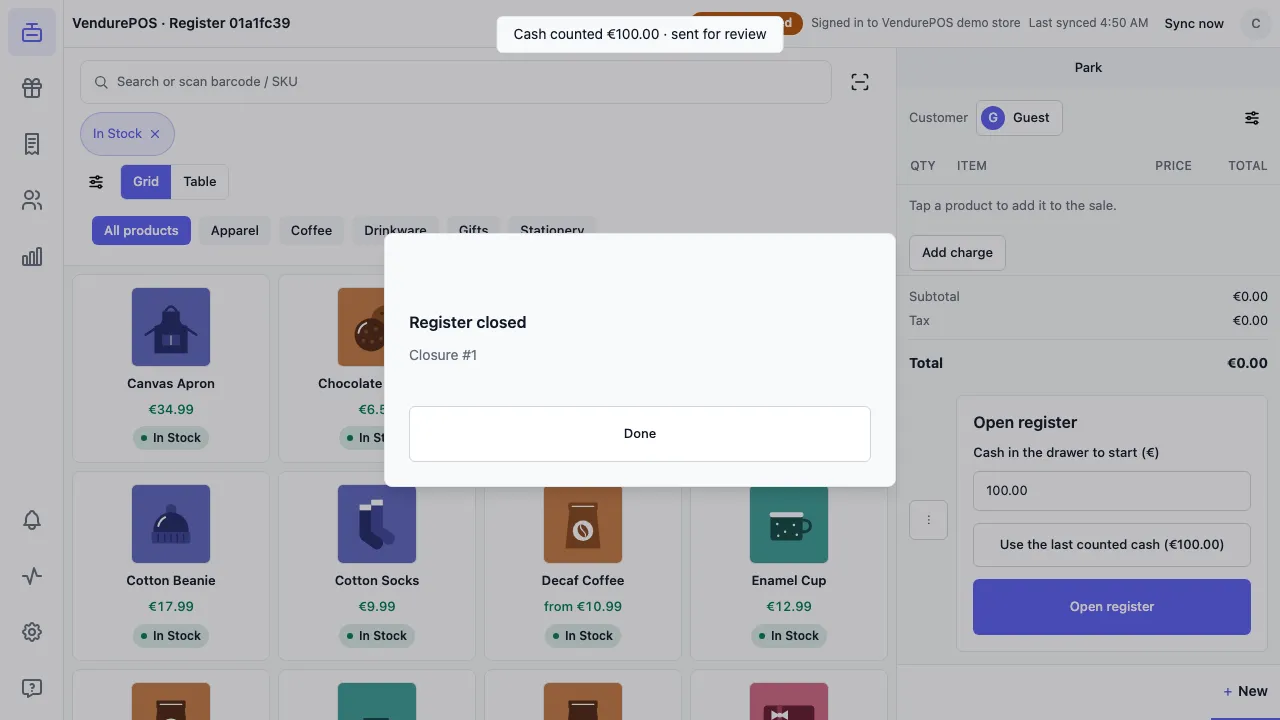 VendurePOS · Register 01a1fc39
Signed in to VendurePOS demo store
Last synced 4:50 AM
Sync now
C
Cash counted €100.00 · sent for review
Search or scan barcode / SKU
In Stock
Grid
Table
All products
Apparel
Coffee
Drinkware
Gifts
Stationery
Canvas Apron
€34.99
In Stock
Chocolate
Cotton Beanie
€17.99
In Stock
Cotton Socks
€9.99
In Stock
Decaf Coffee
from €10.99
In Stock
Enamel Cup
€12.99
In Stock
Register closed
Closure #1
Done
Park
Customer
G
Guest
QTY
ITEM
PRICE
TOTAL
Tap a product to add it to the sale.
Add charge
Subtotal
€0.00
Tax
€0.00
Total
€0.00
Open register
Cash in the drawer to start (€)
100.00
Use the last counted cash (€100.00)
Open register
+ New